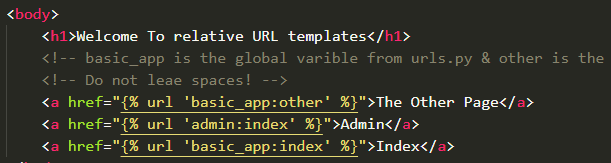 <body>
<h1>Welcome To relative URL templates</h1>
<!-- basic_app is the global varible from urls.py & other is the
<!-- Do not leae spaces! -->
<a href="{% url 'basic_app:other' %}">The Other Page</a>
<a href="{% url 'admin:index' %}">Admin</a>
<a href="{% url 'basic_app:index' %}">Index</a>